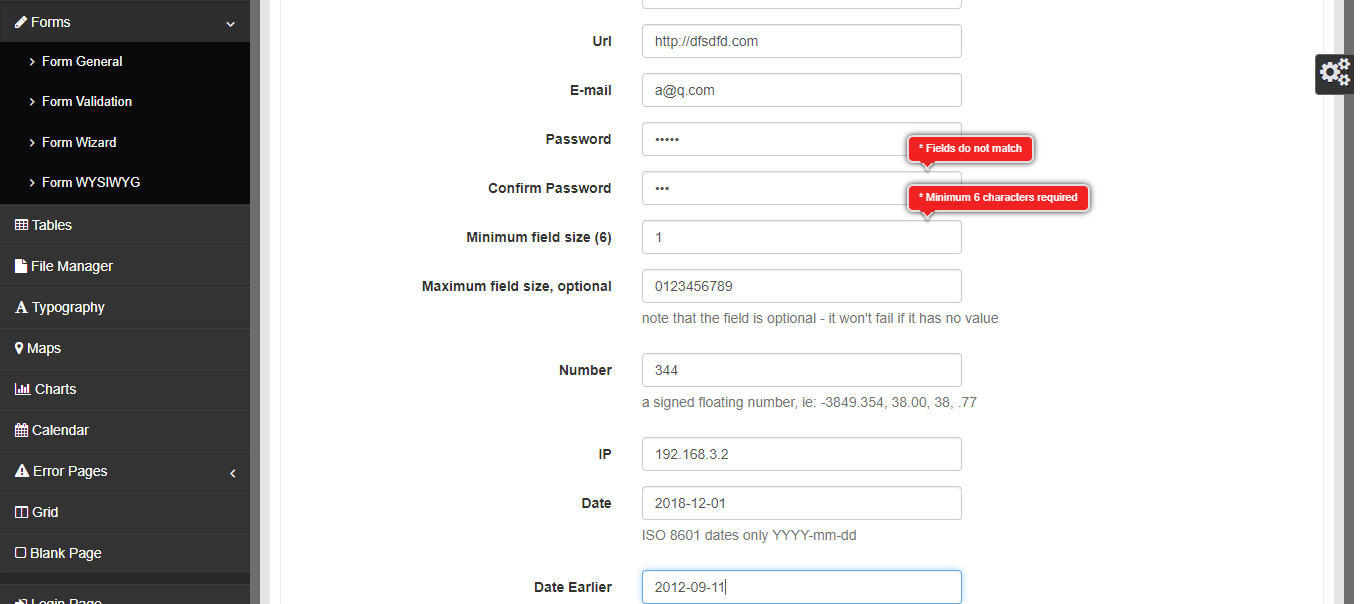 Forms
Form General
Form Validation
Form Wizard
Form WYSIWYG
Tables
File Manager
Typography
Maps
Charts
Calendar
Error Pages
Grid
Blank Page
Login Page
Url
http://dfsdfd.com
E-mail
a@q.com
Password
•••••
* Fields do not match
Confirm Password
•••
* Minimum 6 characters required
Minimum field size (6)
1
Maximum field size, optional
0123456789
note that the field is optional - it won't fail if it has no value
Number
344
a signed floating number, ie: -3849.354, 38.00, 38, .77
IP
192.168.3.2
Date
2018-12-01
ISO 8601 dates only YYYY-mm-dd
Date Earlier
2012-09-11